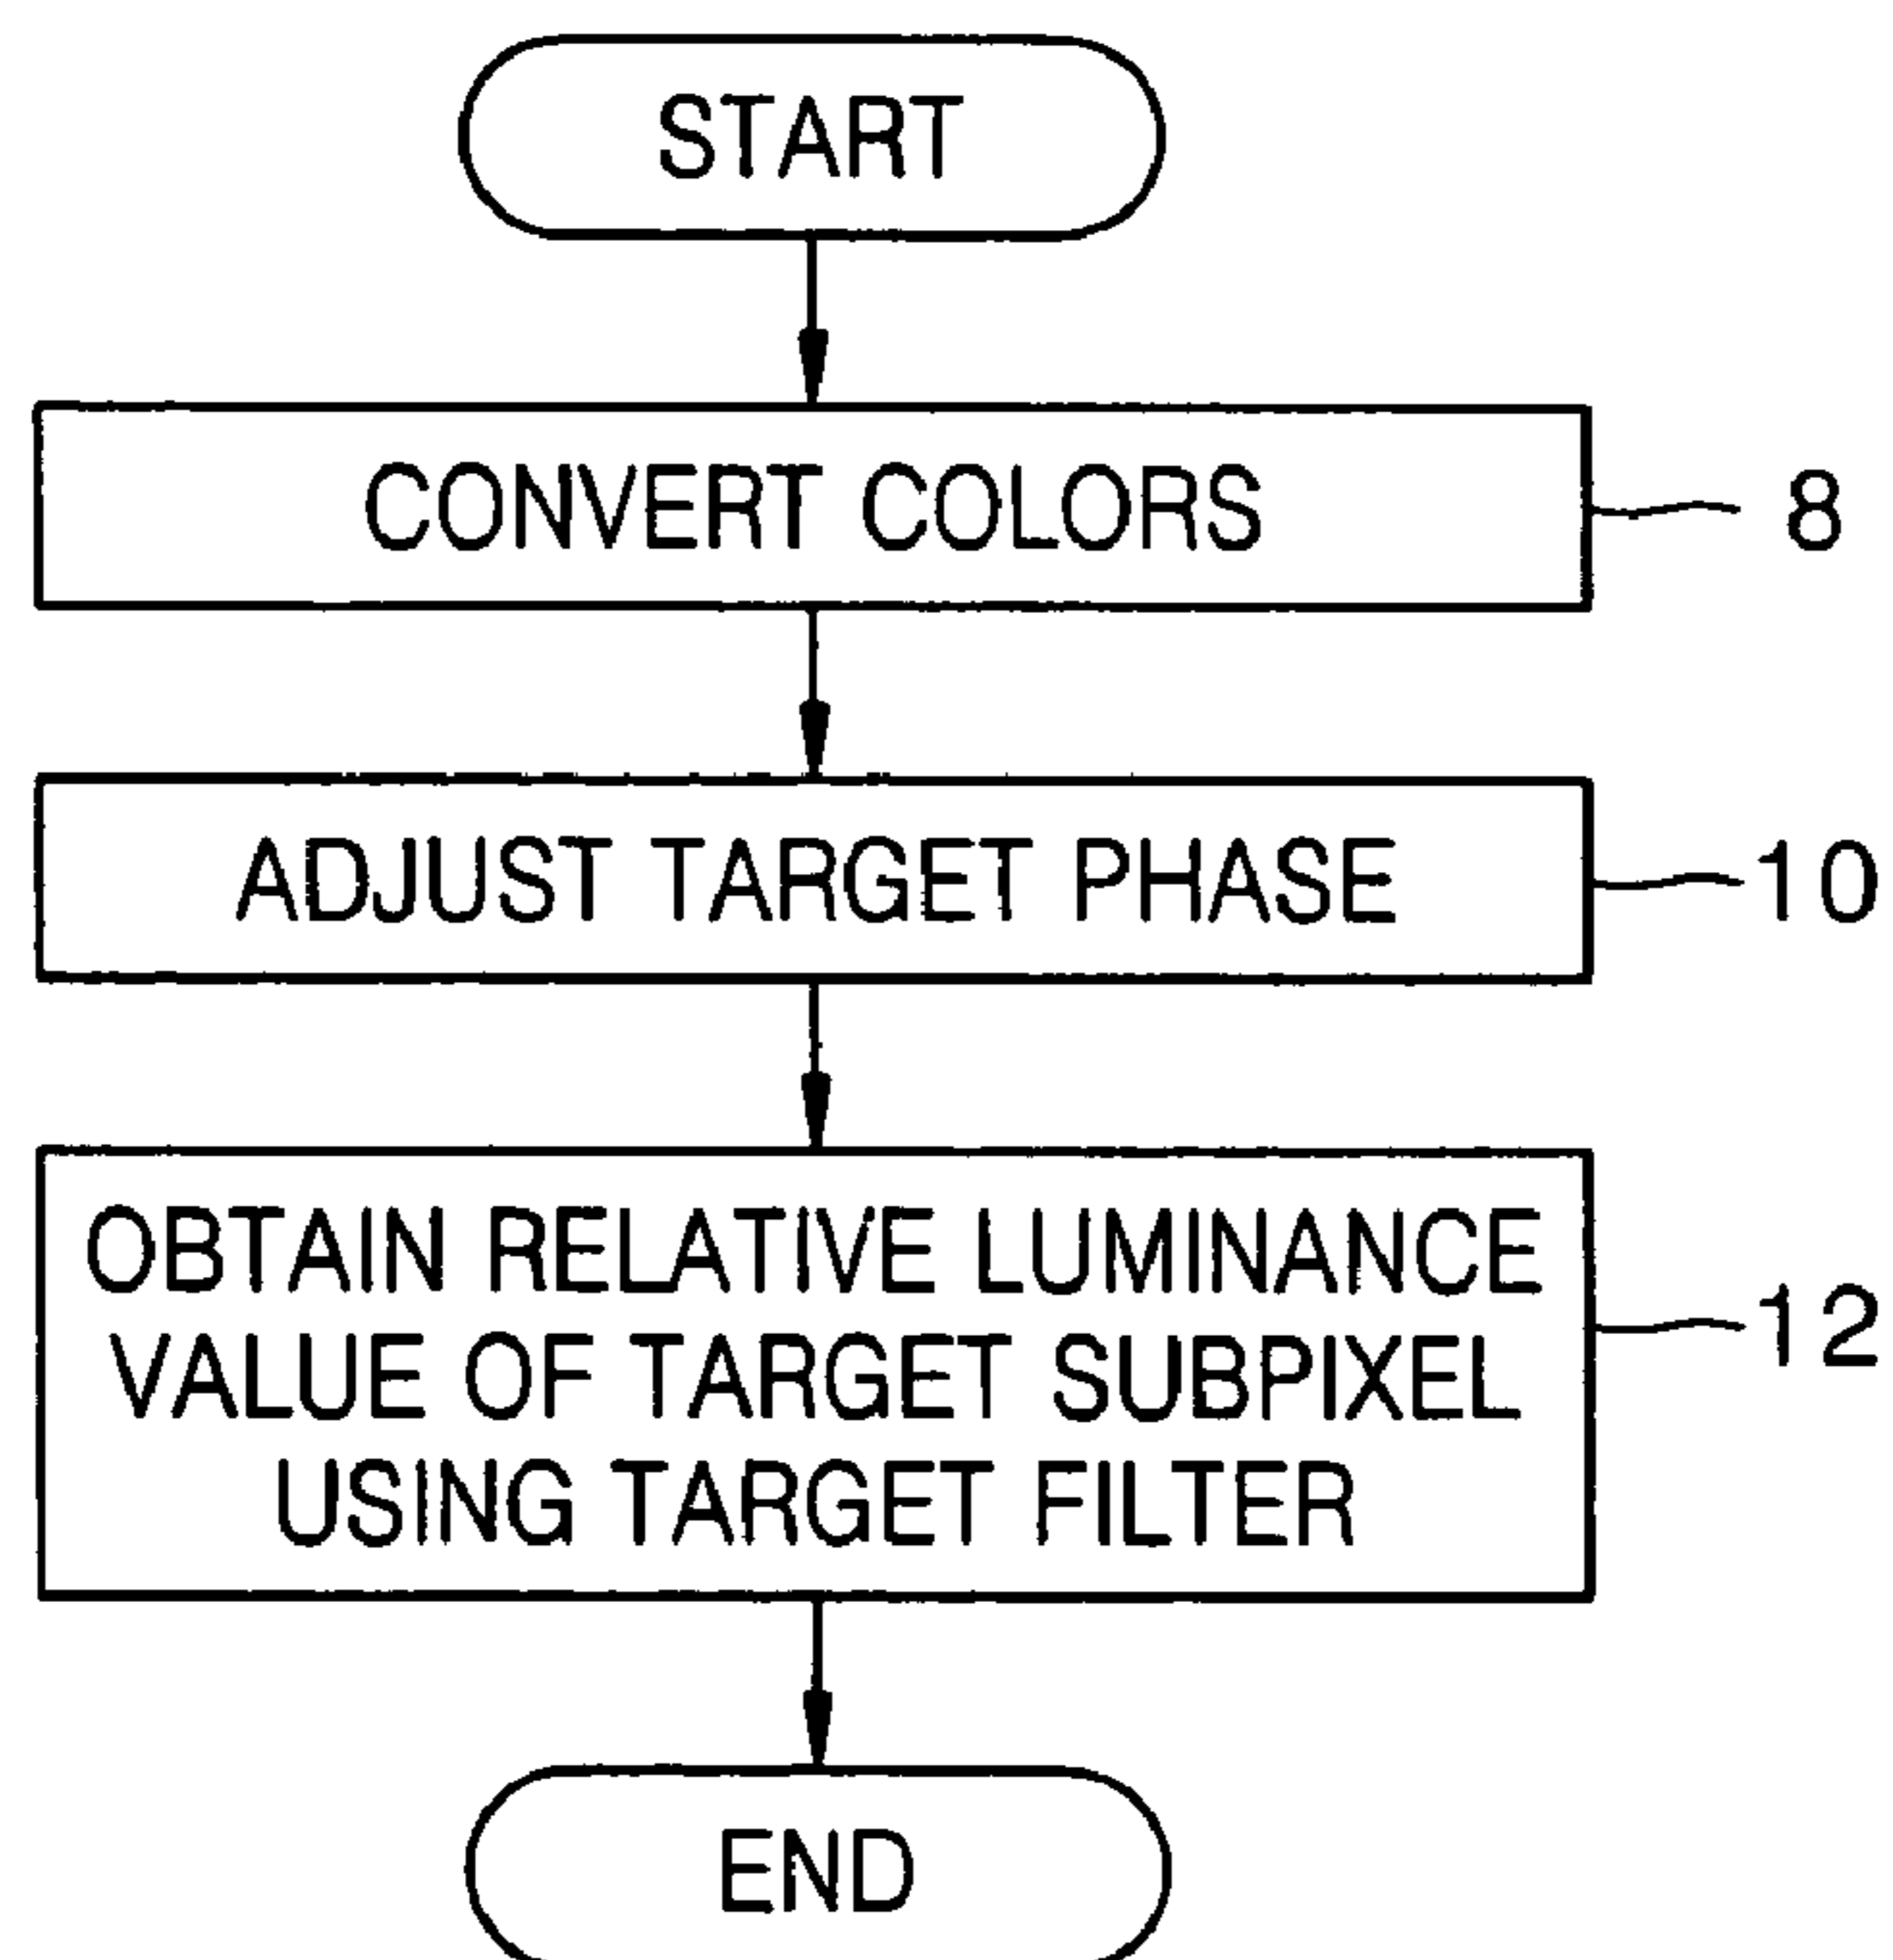 START
CONVERT COLORS
8
ADJUST TARGET PHASE
10
OBTAIN RELATIVE LUMINANCE
VALUE OF TARGET SUBPIXEL
USING TARGET FILTER
12
END